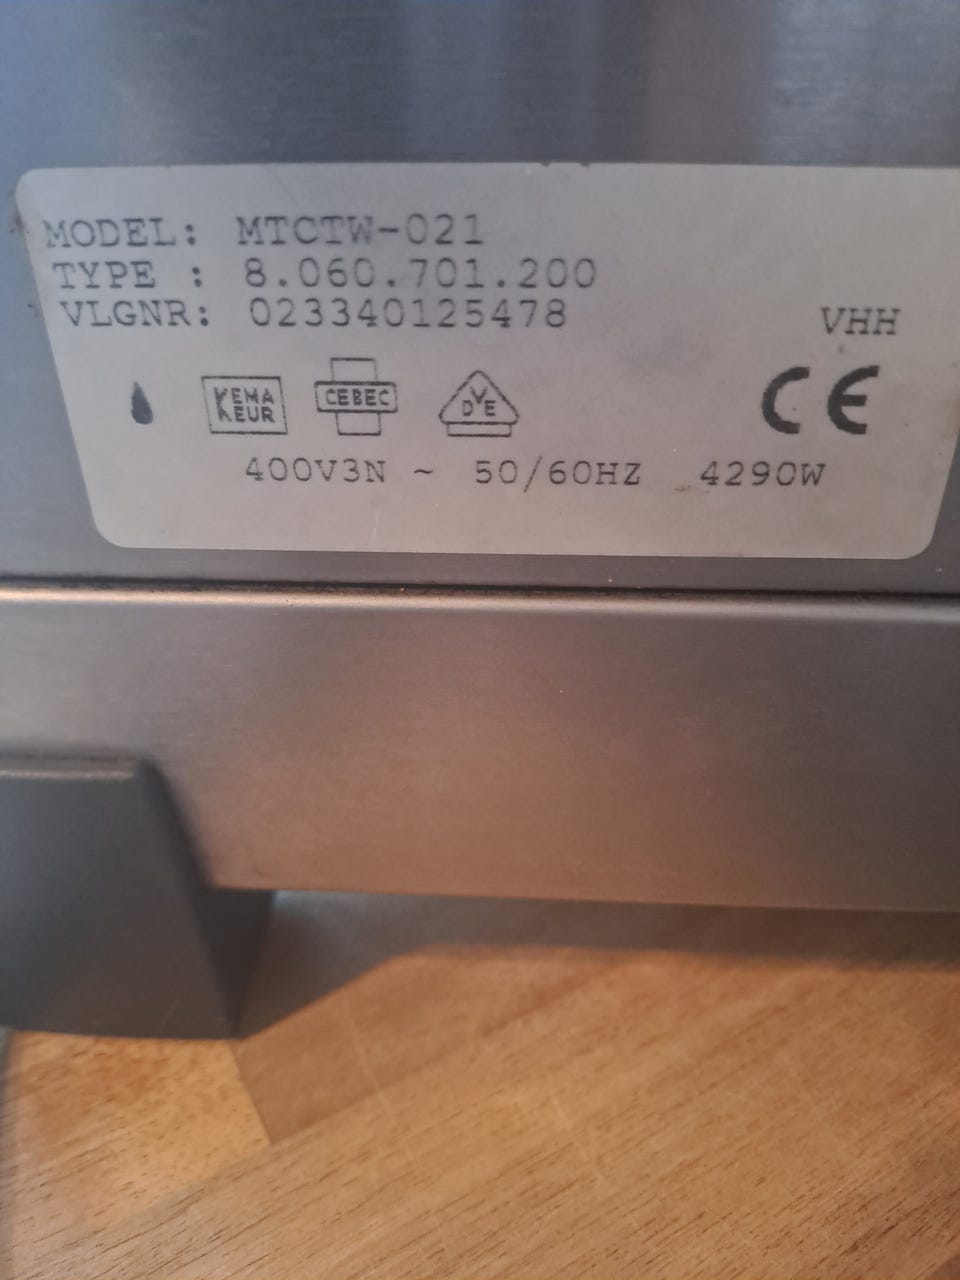 MODEL: MTCTW-021
TYPE : 8.060.701.200
VLGNR: 023340125478
VHH
KEMA KEUR
CEBEC
DVE
CE
400V3N ~ 50/60HZ 4290W